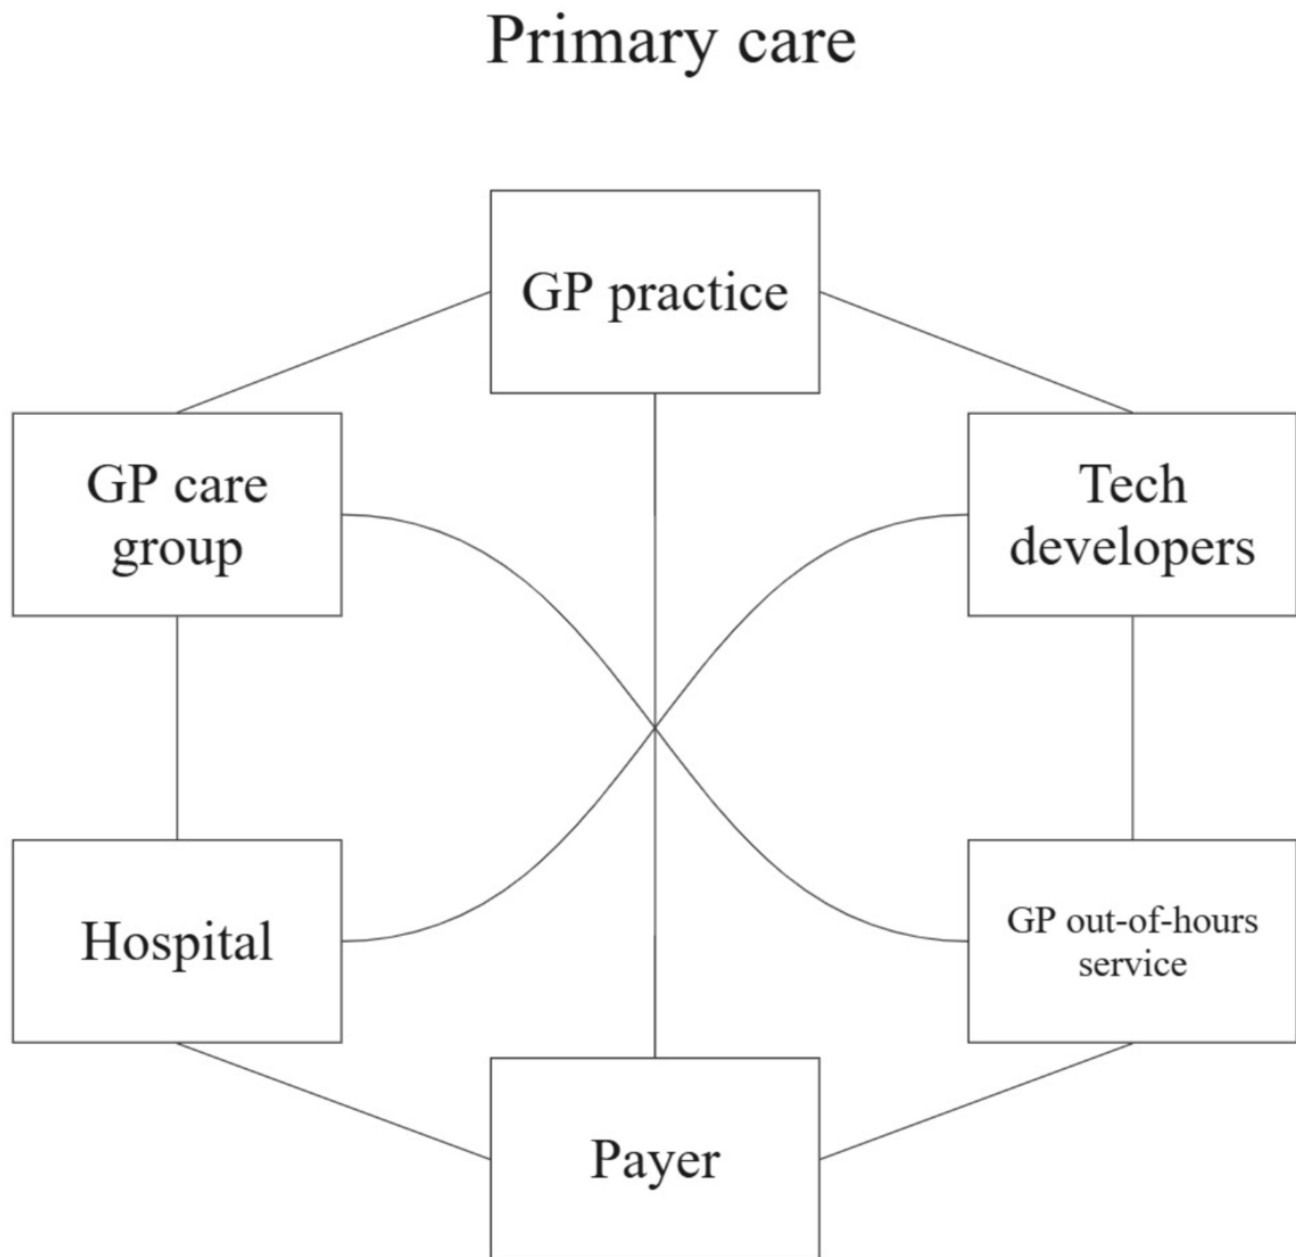 Primary care
GP practice
GP care
group
Tech
developers
Hospital
GP out-of-hours
service
Payer